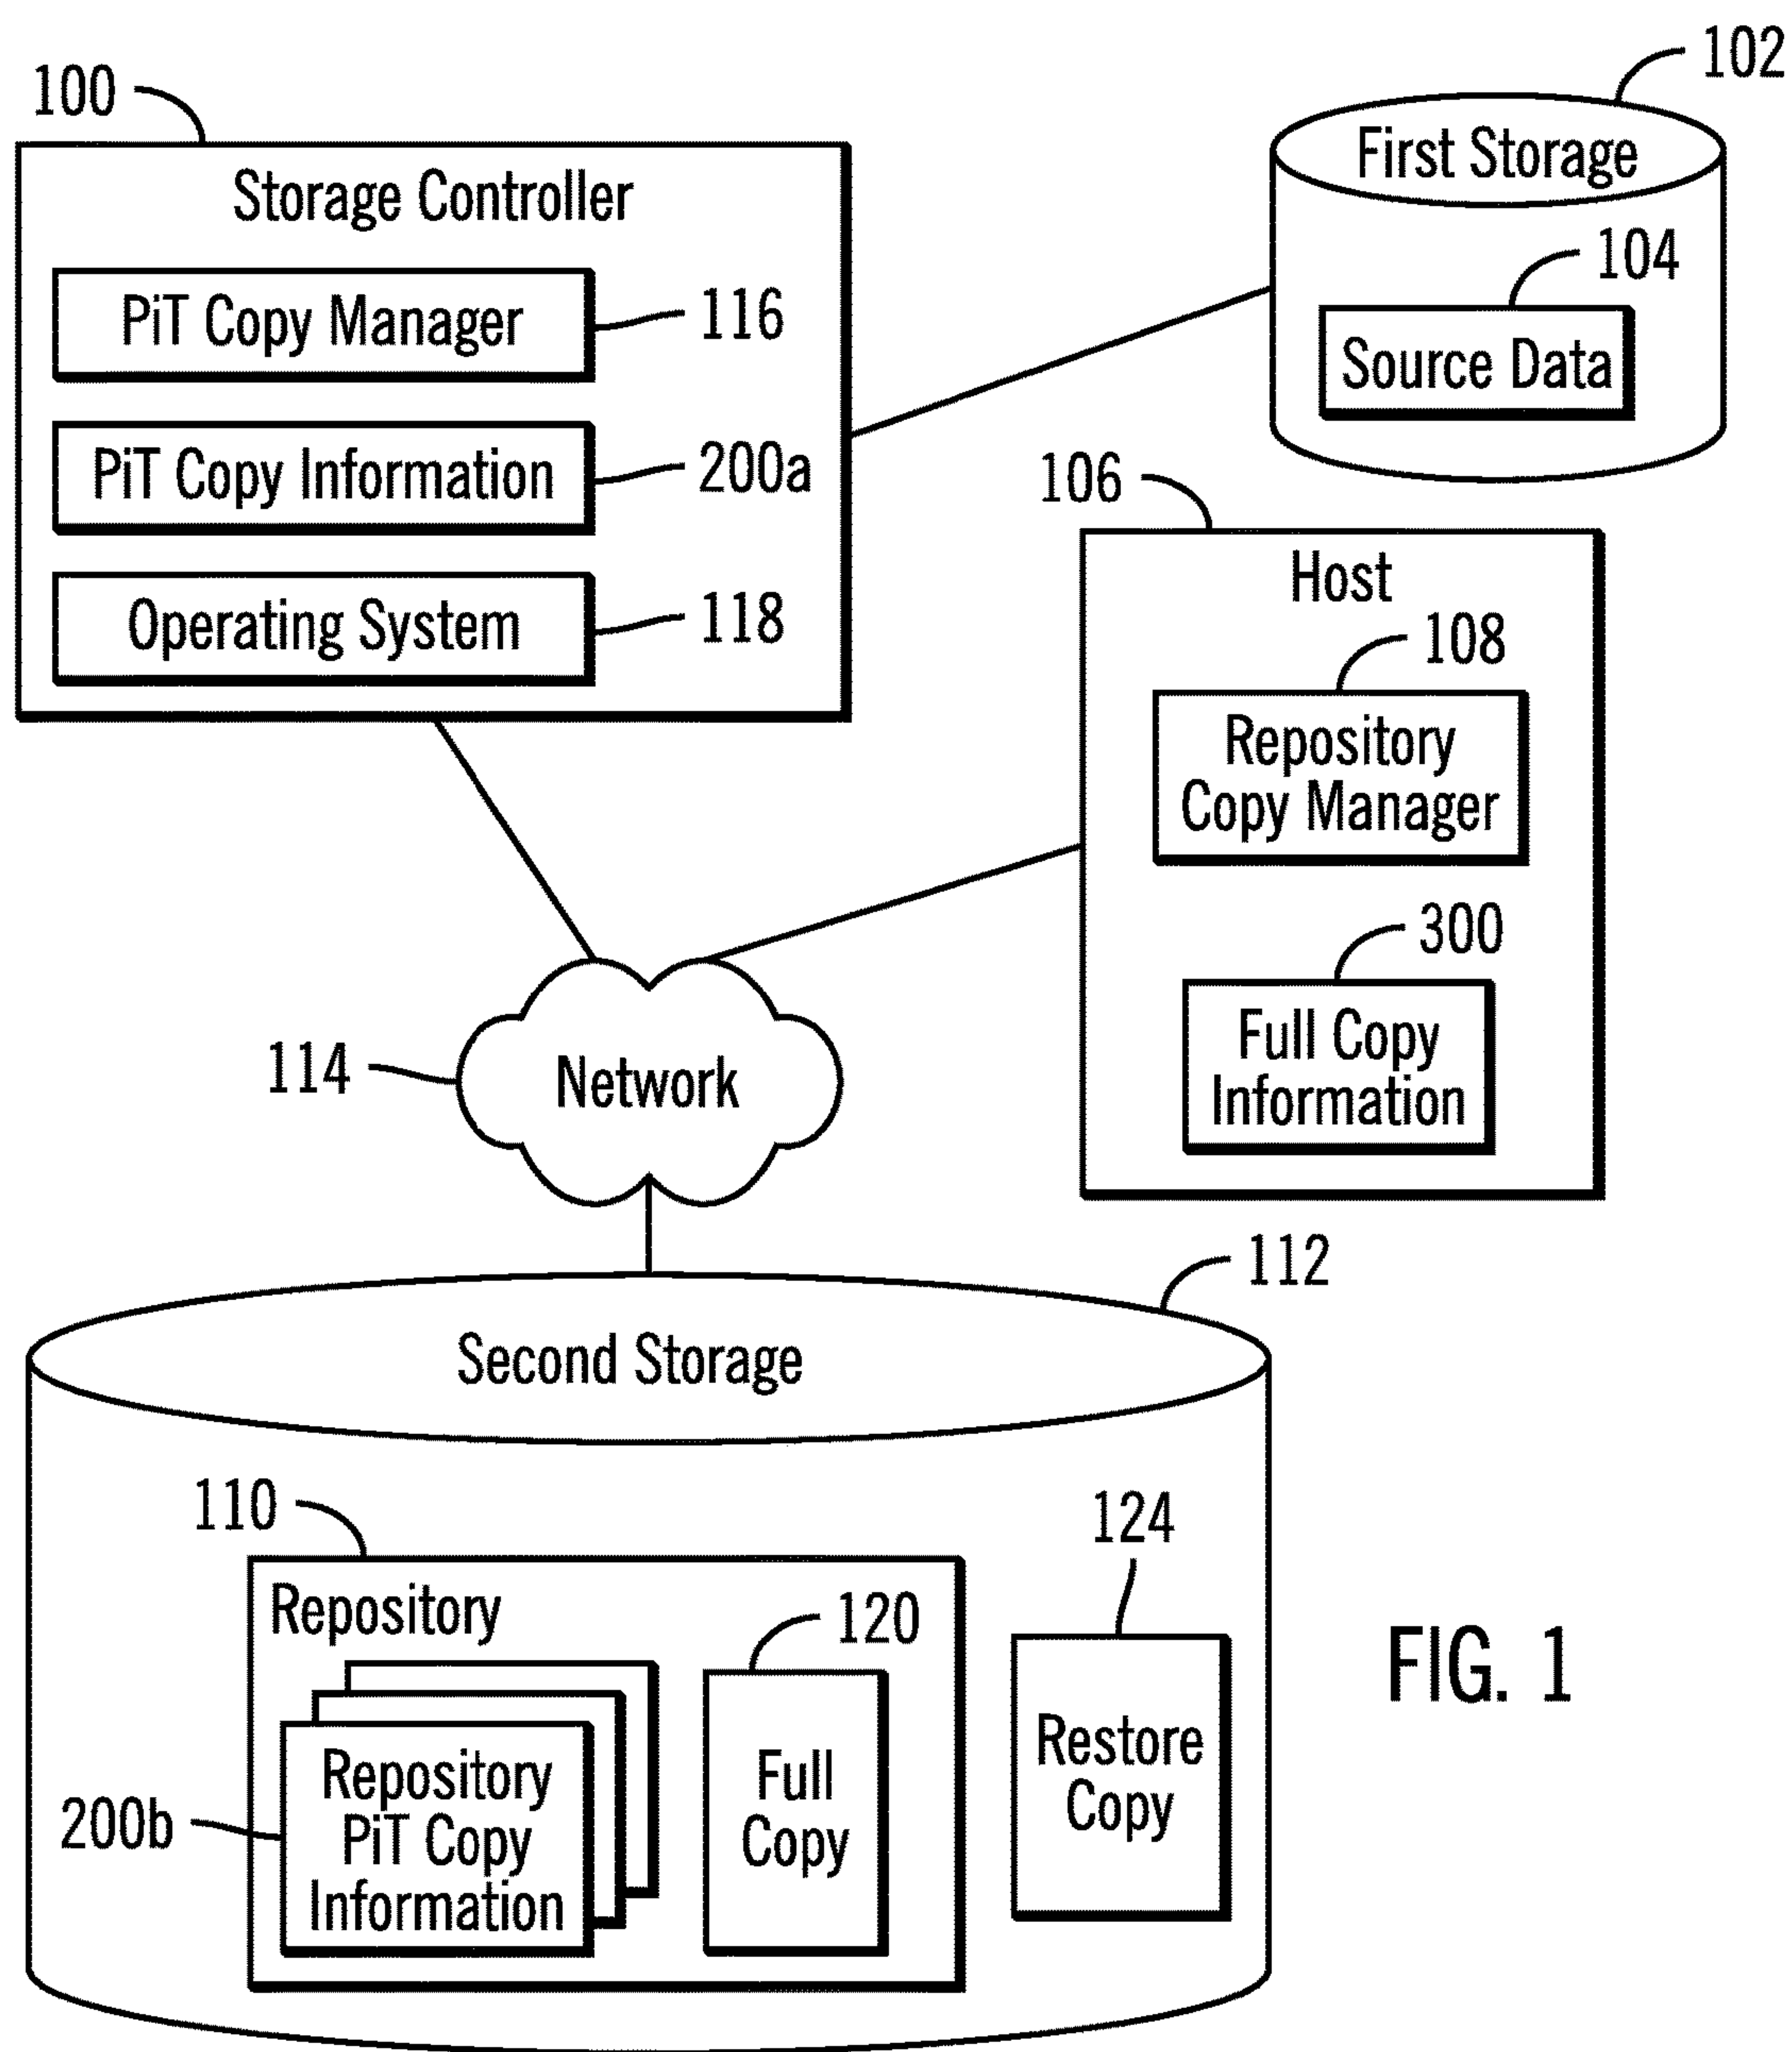 100
Storage Controller
PiT Copy Manager
116
PiT Copy Information
200a
Operating System
118
102
First Storage
104
Source Data
106
Host
108
Repository
Copy Manager
300
Full Copy
Information
114
Network
112
Second Storage
110
Repository
200b
Repository
PiT Copy
Information
120
Full
Copy
124
Restore
Copy
FIG. 1